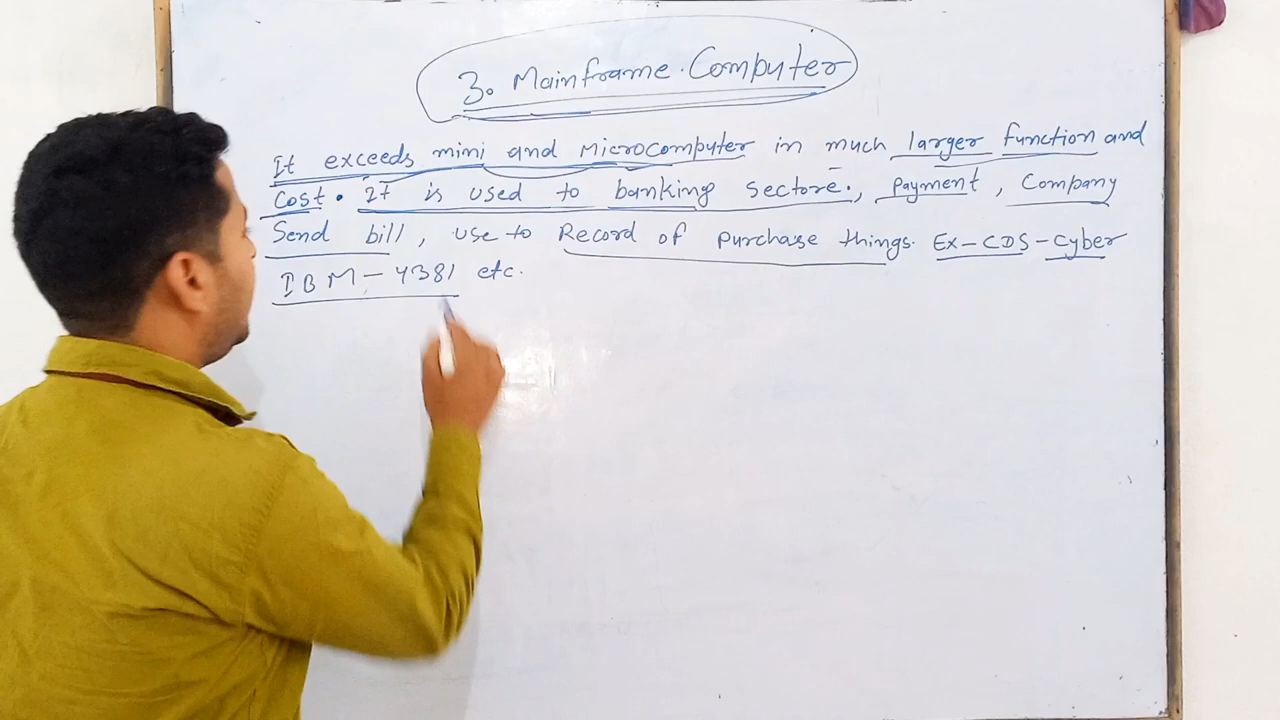 3. Mainframe Computer
It exceeds mini and Microcomputer in much larger function and
Cost. It is used to banking sectore., Payment, Company
Send bill, use to Record of Purchase things. Ex-CDS-Cyber
IBM-4381 etc.